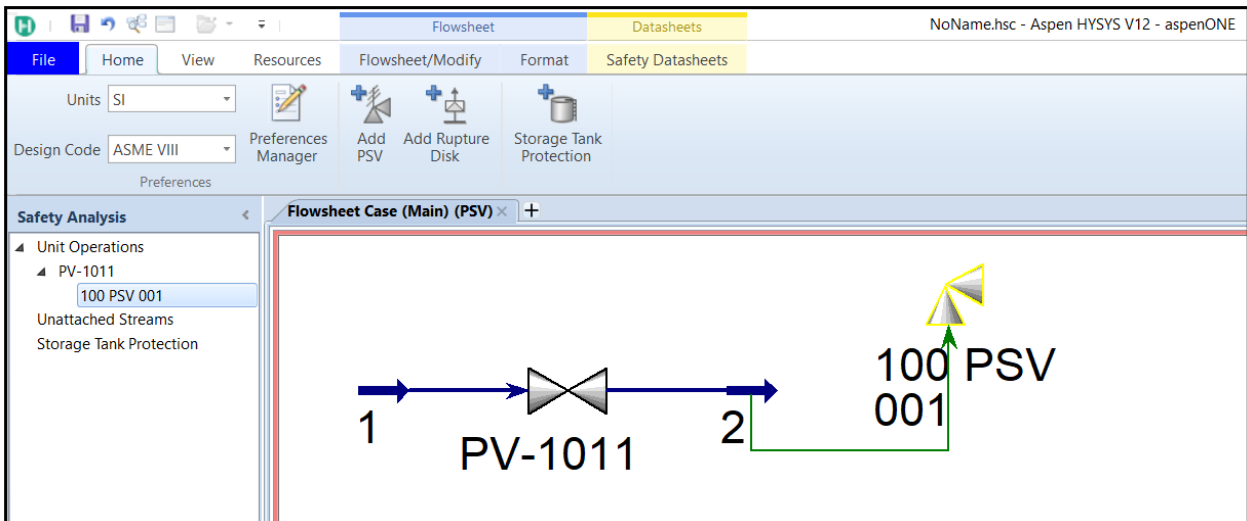 Flowsheet
Datasheets
NoName.hsc - Aspen HYSYS V12 - aspenONE
File
Home
View
Resources
Flowsheet/Modify
Format
Safety Datasheets
Units
SI
Design Code
ASME VIII
Preferences
Manager
Add
PSV
Add Rupture
Disk
Storage Tank
Protection
Preferences
Safety Analysis
Flowsheet Case (Main) (PSV)
Unit Operations
PV-1011
100 PSV 001
Unattached Streams
Storage Tank Protection
1
PV-1011
2
100 PSV
001